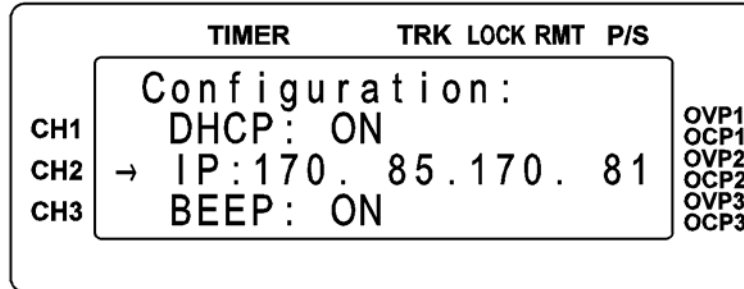 TIMER TRK LOCK RMT P/S
Configuration:
CH1 DHCP: ON OVP1
OCP1
CH2 → IP:170. 85.170. 81 OVP2
OCP2
CH3 BEEP: ON OVP3
OCP3